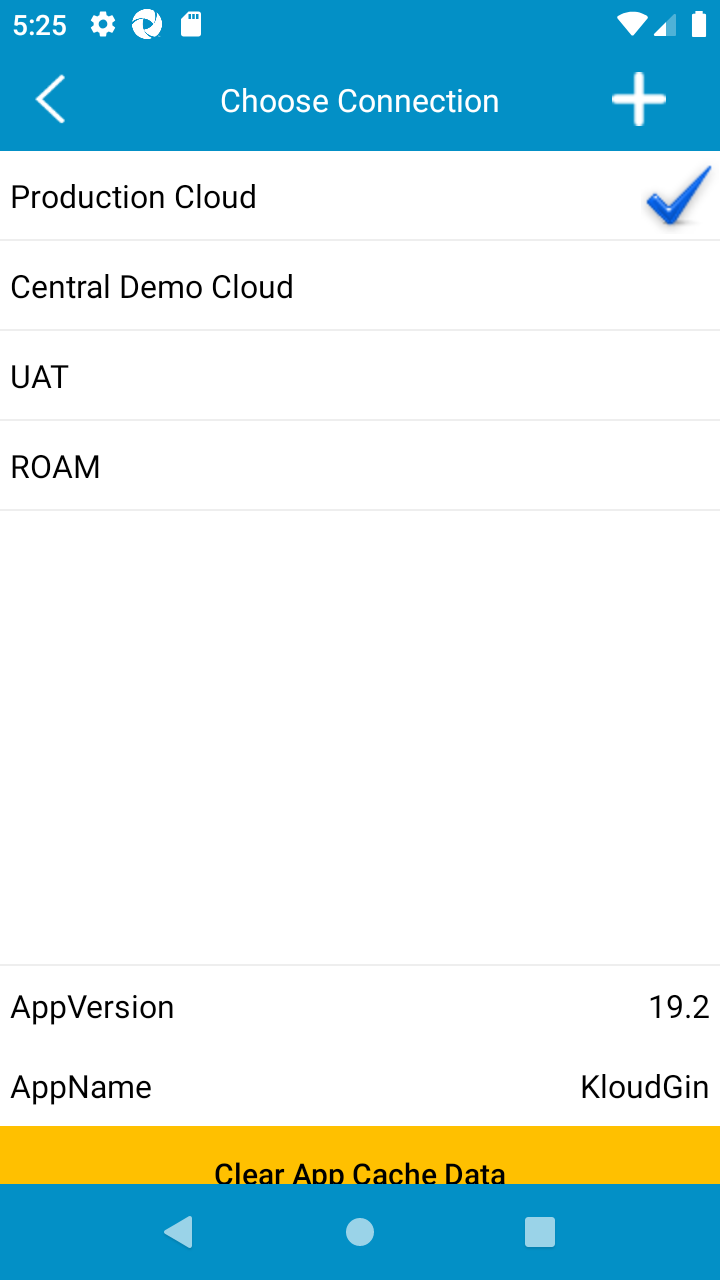 5:25
Choose Connection
Production Cloud
Central Demo Cloud
UAT
ROAM
AppVersion 19.2
AppName KloudGin
Clear App Cache Data